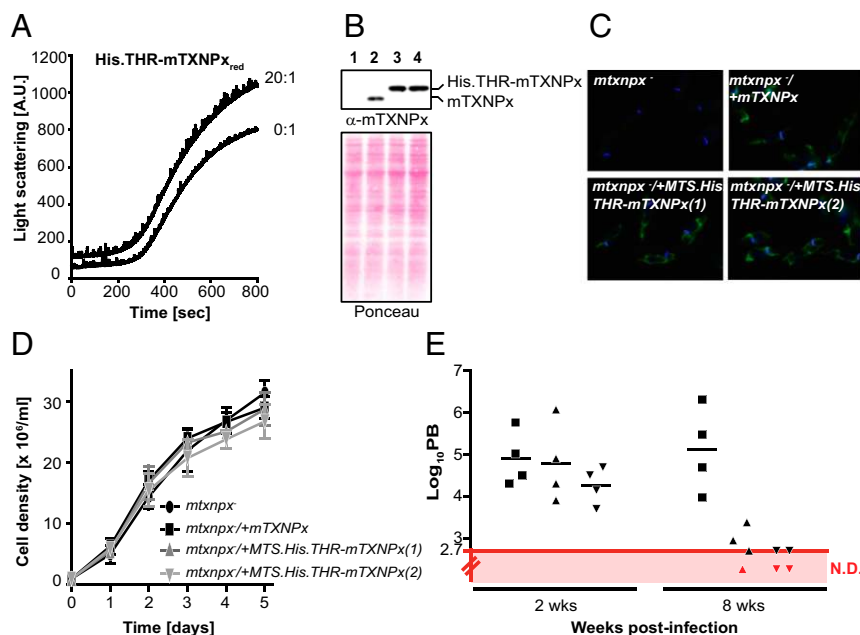 A
His.THR-mTXNPx red
1200
1000
800
600
400
200
0
Light scattering [A.U.]
20:1
0:1
0 200 400 600 800
Time [sec]
B
1 2 3 4
His.THR-mTXNPx
mTXNPx
α-mTXNPx
Ponceau
C
mtxnpx -
mtxnpx -/
+mTXNPx
mtxnpx -/+MTS.His
THR-mTXNPx(1)
mtxnpx -/+MTS.His
THR-mTXNPx(2)
D
30
20
10
0
Cell density [x 10⁶/ml]
mtxnpx-
mtxnpx-/+mTXNPx
mtxnpx-/+MTS.His.THR-mTXNPx(1)
mtxnpx-/+MTS.His.THR-mTXNPx(2)
0 1 2 3 4 5
Time [days]
E
7
6
5
4
3
2.7
Log₁₀PB
N.D.
2 wks 8 wks
Weeks post-infection